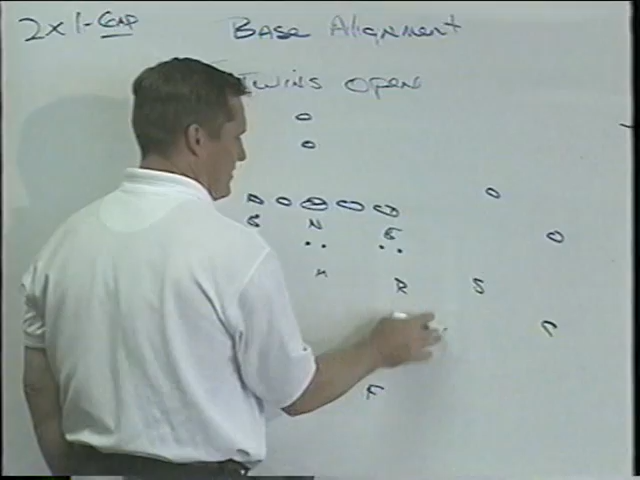 2x1-Gap
Base Alignment
Twins Open
N
R S
C
F